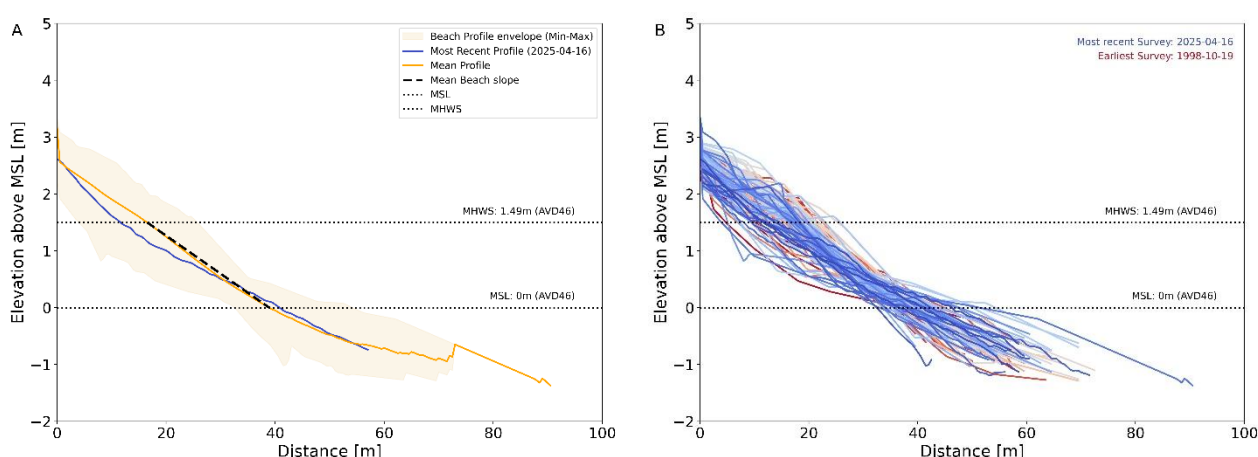 A
Beach Profile envelope (Min-Max)
Most Recent Profile (2025-04-16)
Mean Profile
Mean Beach slope
MSL
MHWS
Elevation above MSL [m]
5
4
3
2
1
0
−1
−2
MHWS: 1.49m (AVD46)
MSL: 0m (AVD46)
0 20 40 60 80 100
Distance [m]
B
Most recent Survey: 2025-04-16
Earliest Survey: 1998-10-19
Elevation above MSL [m]
5
4
3
2
1
0
−1
−2
MHWS: 1.49m (AVD46)
MSL: 0m (AVD46)
0 20 40 60 80 100
Distance [m]